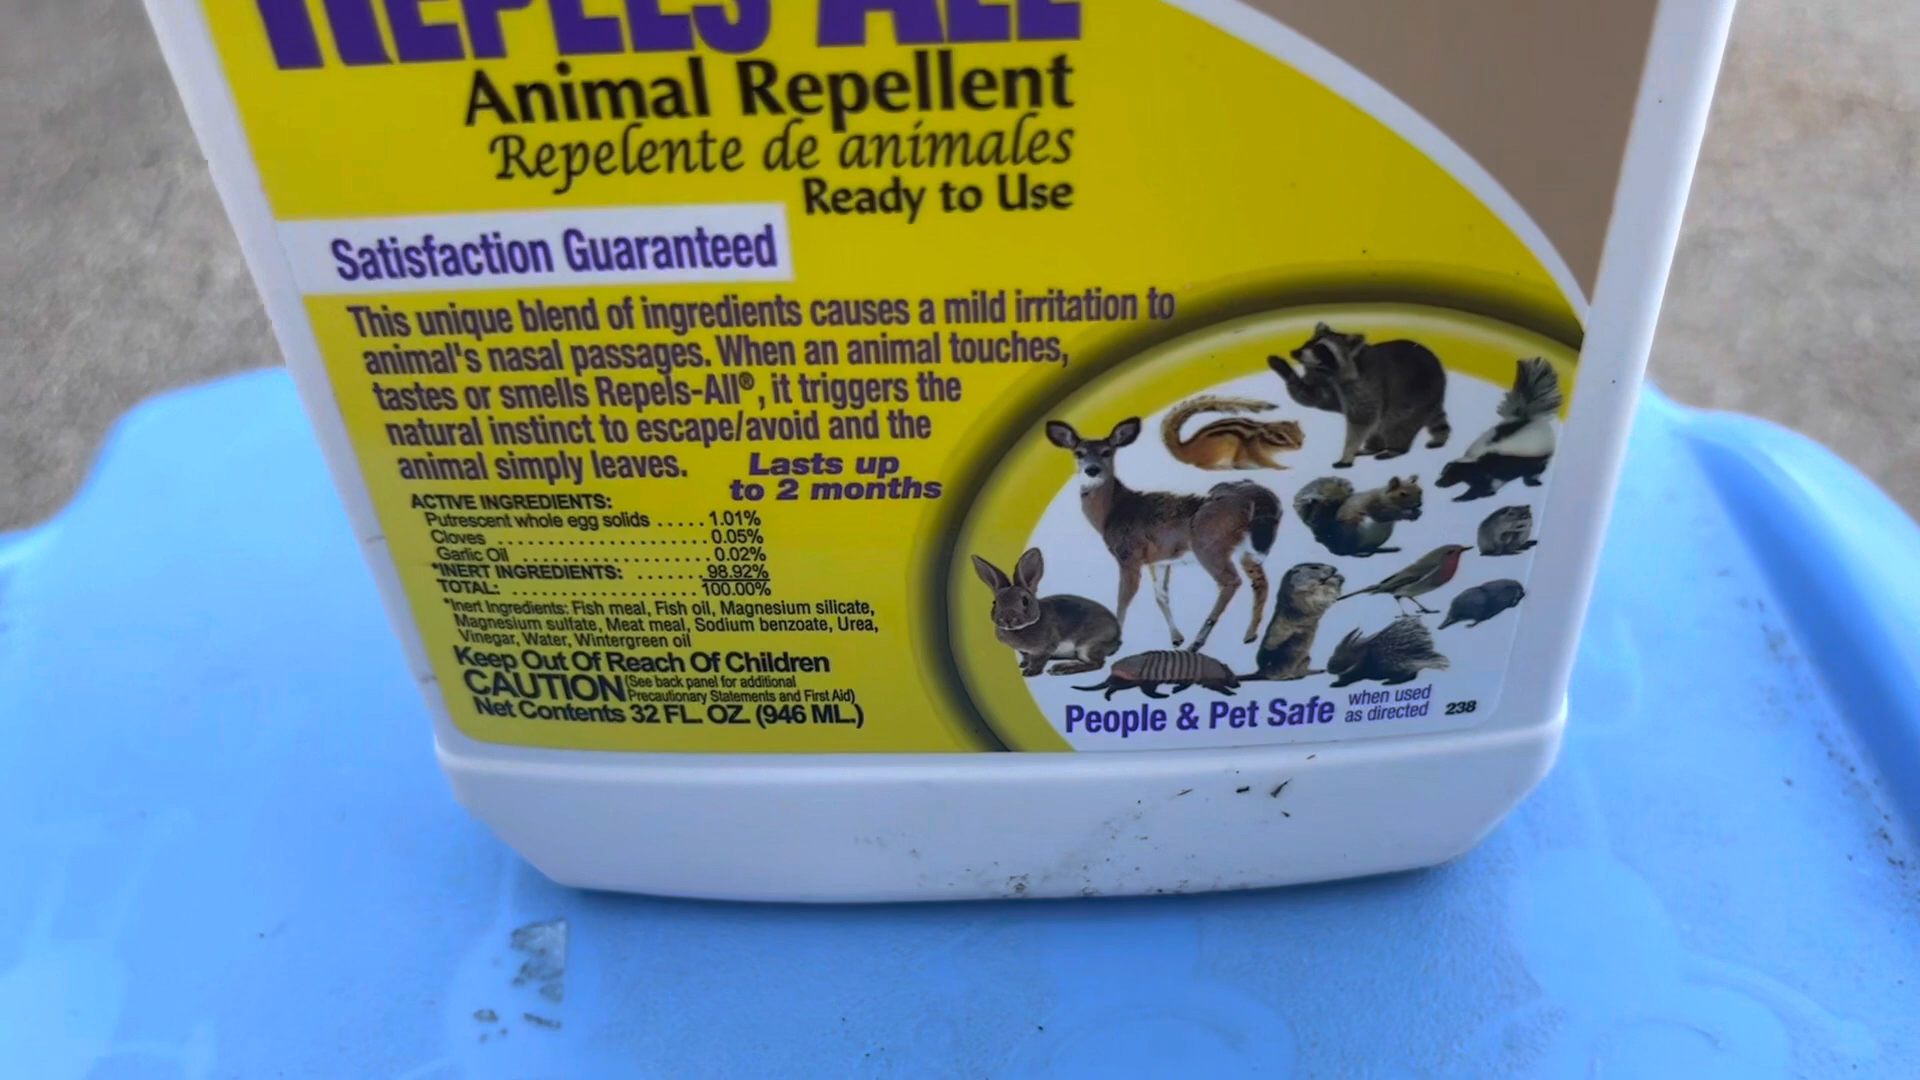 REPELS-ALL
Animal Repellent
Repelente de animales
Ready to Use
Satisfaction Guaranteed
This unique blend of ingredients causes a mild irritation to
animal's nasal passages. When an animal touches,
tastes or smells Repels-All®, it triggers the
natural instinct to escape/avoid and the
animal simply leaves.
Lasts up
to 2 months
ACTIVE INGREDIENTS:
Putrescent whole egg solids ..... 1.01%
Cloves ..................... 0.05%
Garlic Oil .................. 0.02%
*INERT INGREDIENTS: ....... 98.92%
TOTAL: .................... 100.00%
*Inert Ingredients: Fish meal, Fish oil, Magnesium silicate,
Magnesium sulfate, Meat meal, Sodium benzoate, Urea,
Vinegar, Water, Wintergreen oil
Keep Out Of Reach Of Children
CAUTION (See back panel for additional
Precautionary Statements and First Aid)
Net Contents 32 FL. OZ. (946 ML.)
People & Pet Safe when used
as directed
238